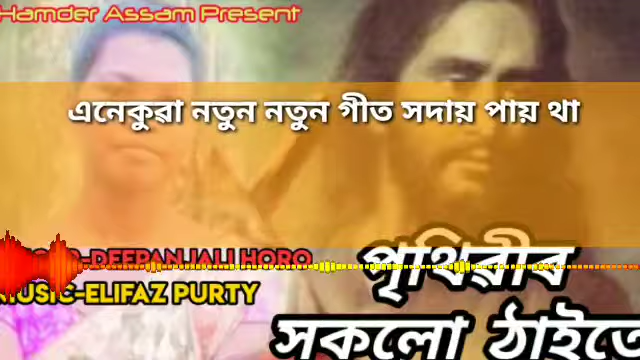 Hamder Assam Present
এনেকুৱা নতুন নতুন গীত সদায় পায় থা
DEEPANJALI HORO
MUSIC-ELIFAZ PURTY
পৃথিৱীৰ
সকলো ঠাইতে